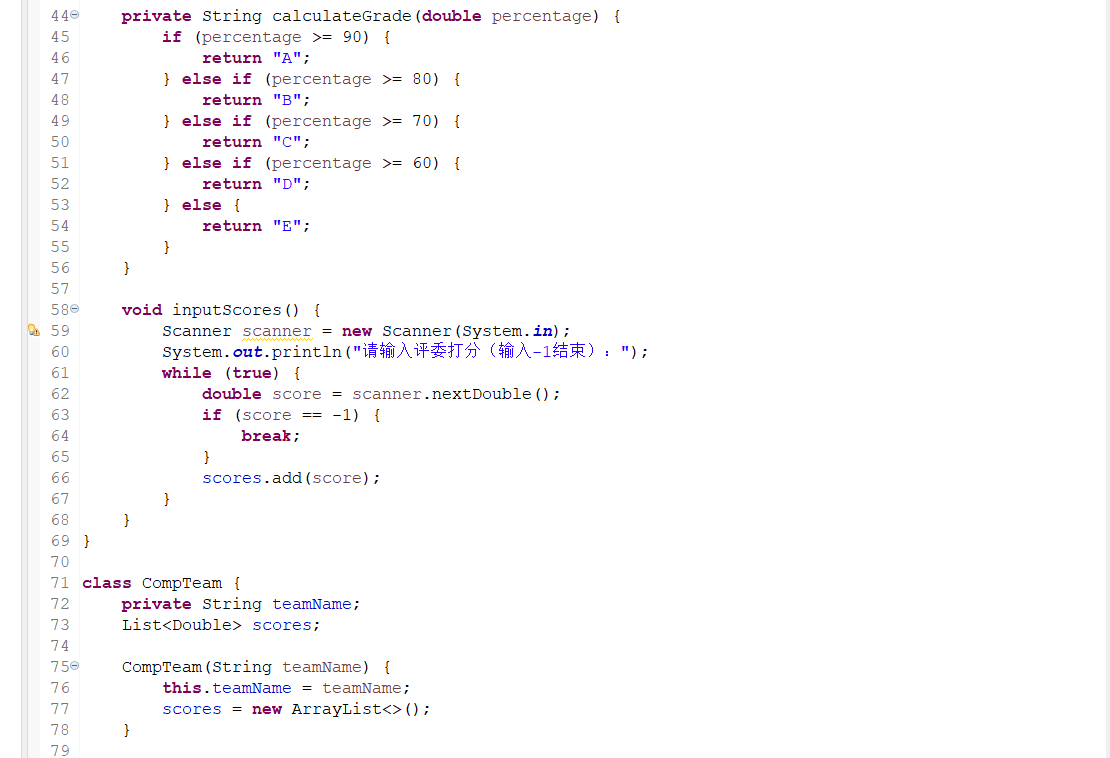 44 private String calculateGrade(double percentage) {
45 if (percentage >= 90) {
46 return "A";
47 } else if (percentage >= 80) {
48 return "B";
49 } else if (percentage >= 70) {
50 return "C";
51 } else if (percentage >= 60) {
52 return "D";
53 } else {
54 return "E";
55 }
56 }
57
58 void inputScores() {
59 Scanner scanner = new Scanner(System.in);
60 System.out.println("请输入评委打分（输入-1结束）：");
61 while (true) {
62 double score = scanner.nextDouble();
63 if (score == -1) {
64 break;
65 }
66 scores.add(score);
67 }
68 }
69 }
70
71 class CompTeam {
72 private String teamName;
73 List<Double> scores;
74
75 CompTeam(String teamName) {
76 this.teamName = teamName;
77 scores = new ArrayList<>();
78 }
79